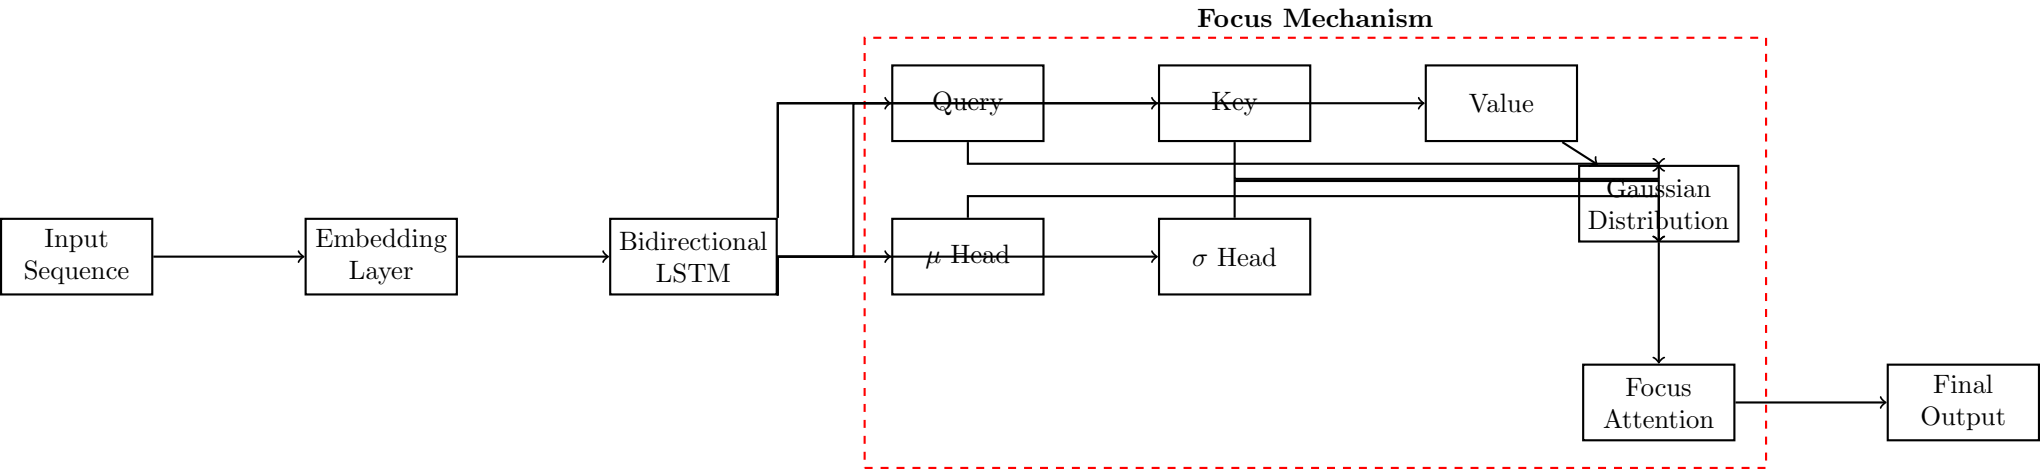 Focus Mechanism
Query
Key
Value
Gaussian
Distribution
Input
Sequence
Embedding
Layer
Bidirectional
LSTM
μ Head
σ Head
Focus
Attention
Final
Output